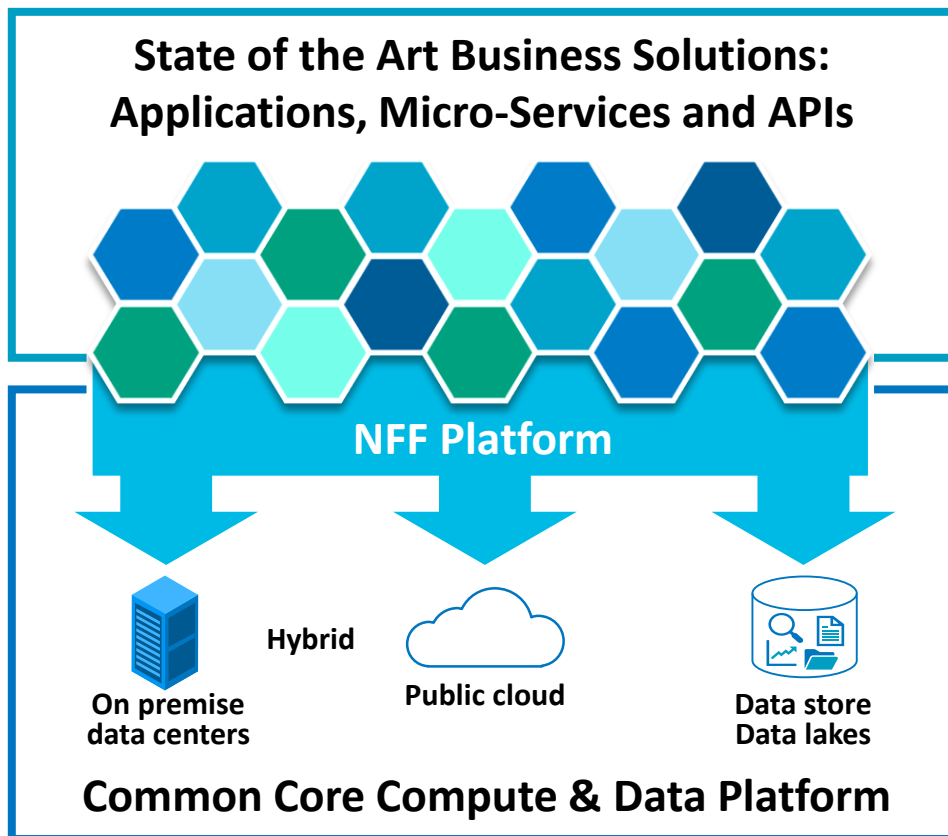 State of the Art Business Solutions:
Applications, Micro-Services and APIs
NFF Platform
Hybrid
On premise
data centers
Public cloud
Data store
Data lakes
Common Core Compute & Data Platform